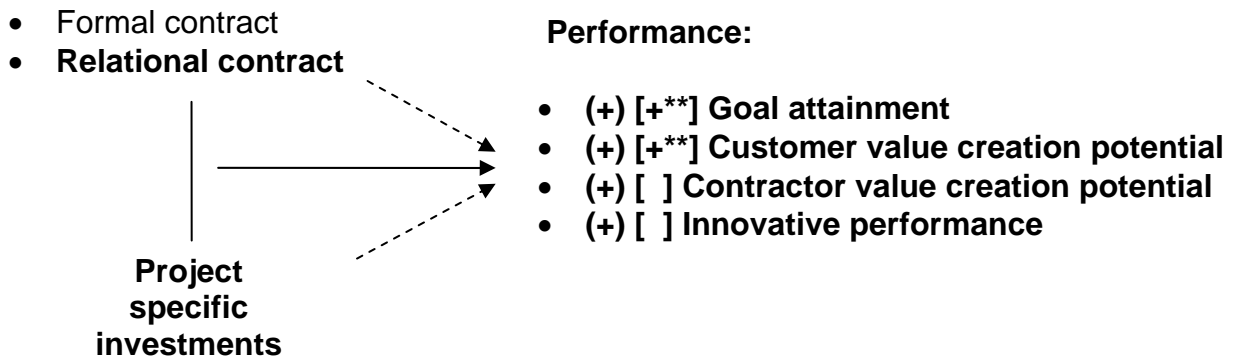 • Formal contract
• Relational contract
Performance:
• (+) [+**] Goal attainment
• (+) [+**] Customer value creation potential
• (+) [ ] Contractor value creation potential
• (+) [ ] Innovative performance
Project
specific
investments